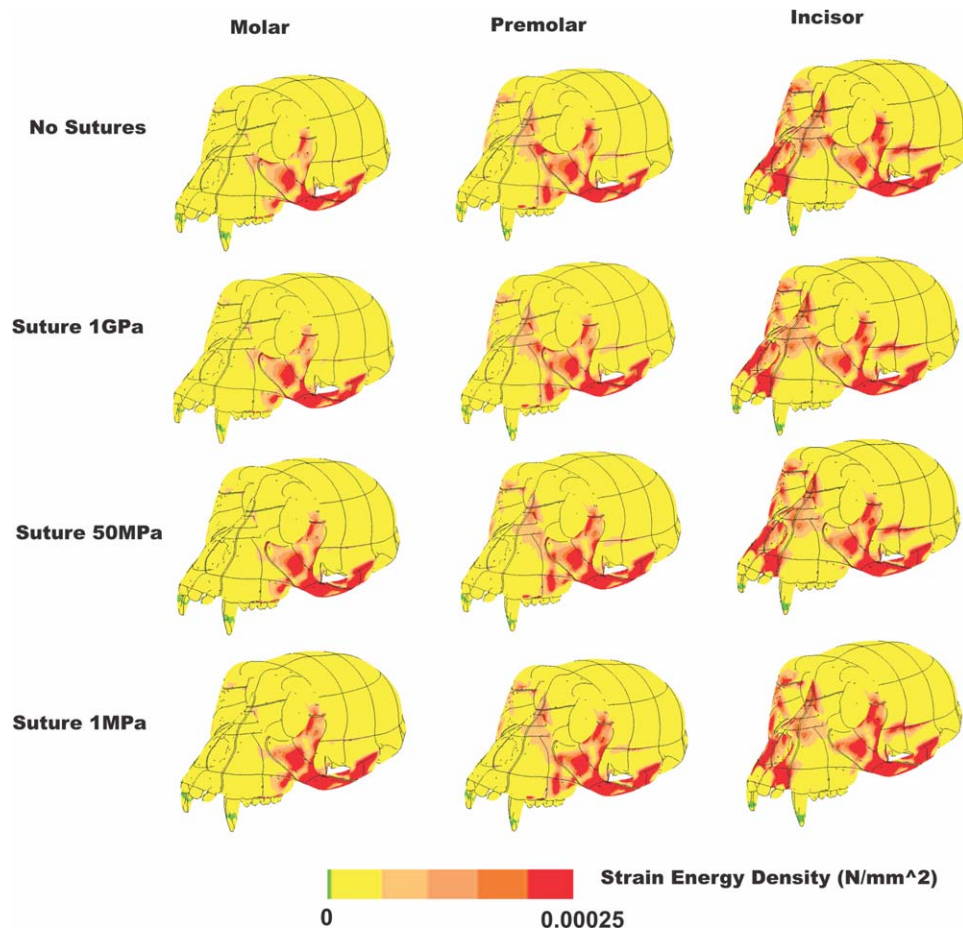 Molar
Premolar
Incisor
No Sutures
Suture 1GPa
Suture 50MPa
Suture 1MPa
Strain Energy Density (N/mm^2)
0
0.00025